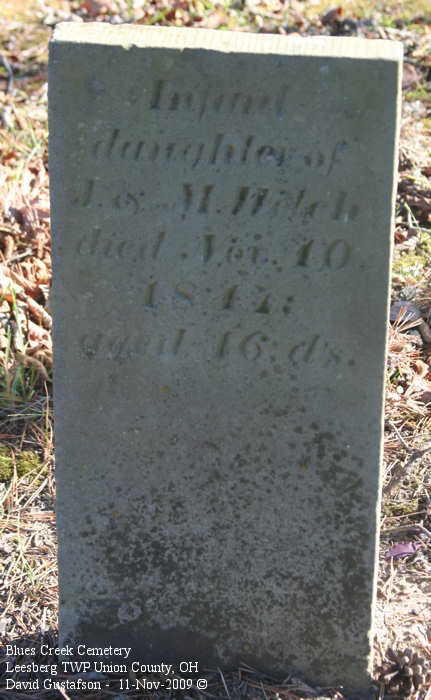 Infant
daughter of
J. & M. Hitch
died Nov. 10
aged 16. ds.
Blues Creek Cemetery
Leesberg TWP Union County, OH
David Gustafson - 11-Nov-2009 ©